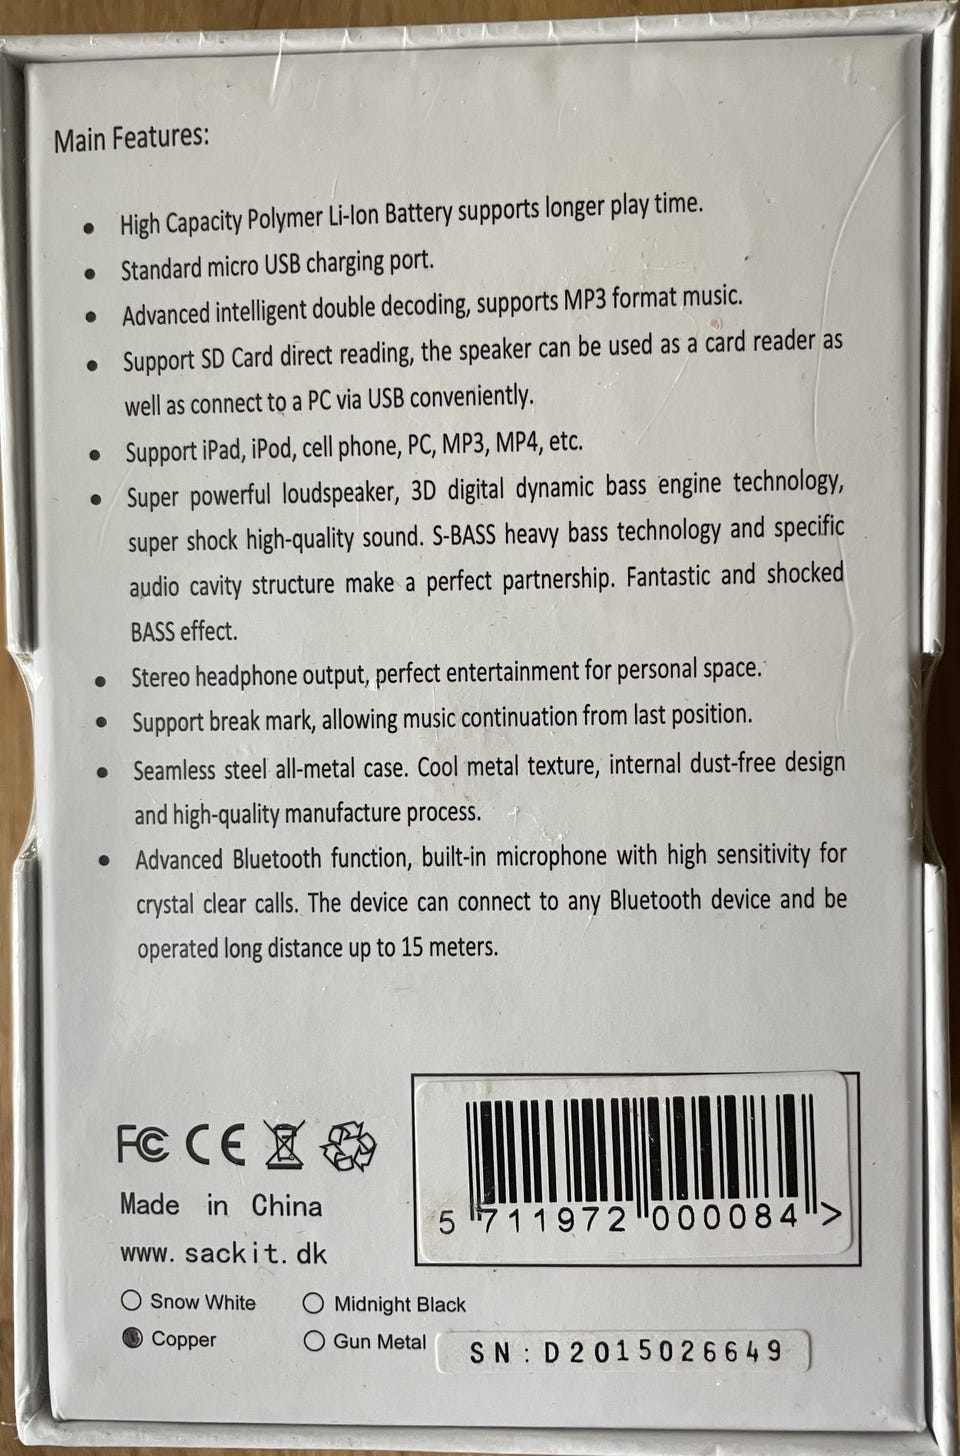 Main Features:
• High Capacity Polymer Li-Ion Battery supports longer play time.
• Standard micro USB charging port.
• Advanced intelligent double decoding, supports MP3 format music.
• Support SD Card direct reading, the speaker can be used as a card reader as
well as connect to a PC via USB conveniently.
• Support iPad, iPod, cell phone, PC, MP3, MP4, etc.
• Super powerful loudspeaker, 3D digital dynamic bass engine technology,
super shock high-quality sound. S-BASS heavy bass technology and specific
audio cavity structure make a perfect partnership. Fantastic and shocked
BASS effect.
• Stereo headphone output, perfect entertainment for personal space.
• Support break mark, allowing music continuation from last position.
• Seamless steel all-metal case. Cool metal texture, internal dust-free design
and high-quality manufacture process.
• Advanced Bluetooth function, built-in microphone with high sensitivity for
crystal clear calls. The device can connect to any Bluetooth device and be
operated long distance up to 15 meters.
FC CE
Made in China
www.sackit.dk
5 711972 000084 >
Snow White Midnight Black
Copper Gun Metal
SN: D2015026649